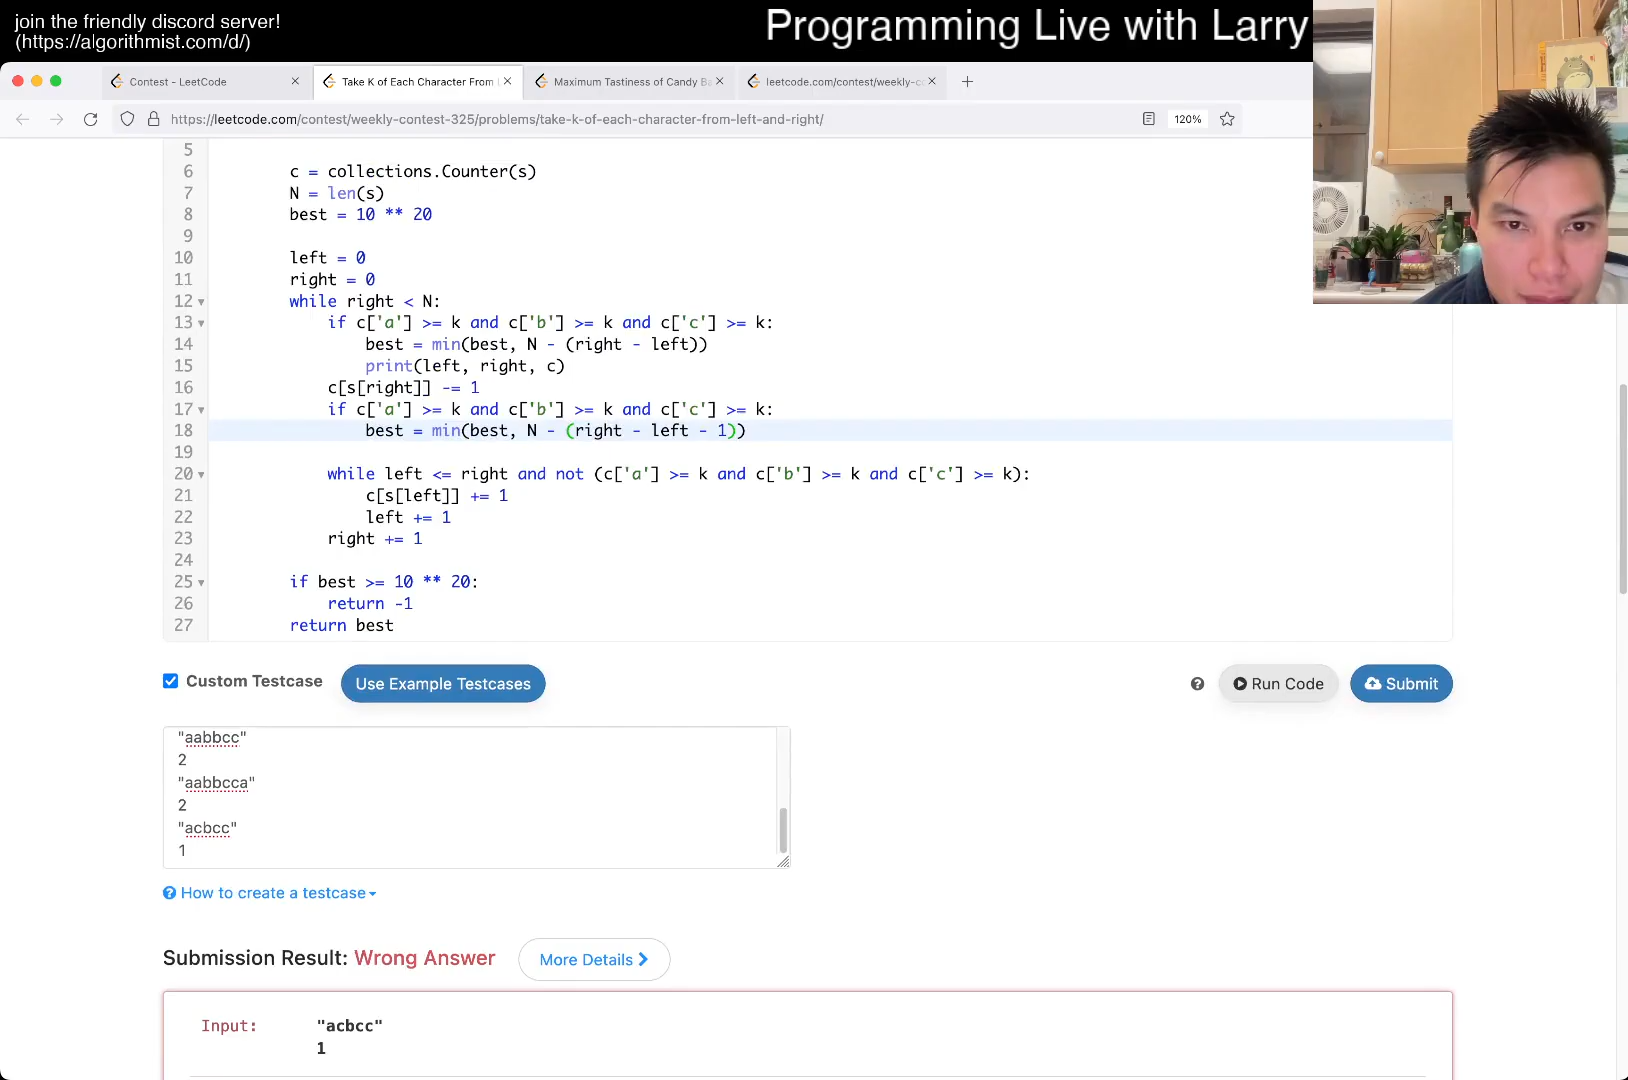 join the friendly discord server!
(https://algorithmist.com/d/)
Programming Live with Larry
Contest - LeetCode
Take K of Each Character From L
Maximum Tastiness of Candy Ba
leetcode.com/contest/weekly-c
https://leetcode.com/contest/weekly-contest-325/problems/take-k-of-each-character-from-left-and-right/
120%
5
6 c = collections.Counter(s)
7 N = len(s)
8 best = 10 ** 20
9
10 left = 0
11 right = 0
12 while right < N:
13 if c['a'] >= k and c['b'] >= k and c['c'] >= k:
14 best = min(best, N - (right - left))
15 print(left, right, c)
16 c[s[right]] -= 1
17 if c['a'] >= k and c['b'] >= k and c['c'] >= k:
18 best = min(best, N - (right - left - 1))
19
20 while left <= right and not (c['a'] >= k and c['b'] >= k and c['c'] >= k):
21 c[s[left]] += 1
22 left += 1
23 right += 1
24
25 if best >= 10 ** 20:
26 return -1
27 return best
Custom Testcase
Use Example Testcases
Run Code
Submit
"aabbcc"
2
"aabbcca"
2
"acbcc"
1
How to create a testcase
Submission Result: Wrong Answer
More Details
Input: "acbcc"
1